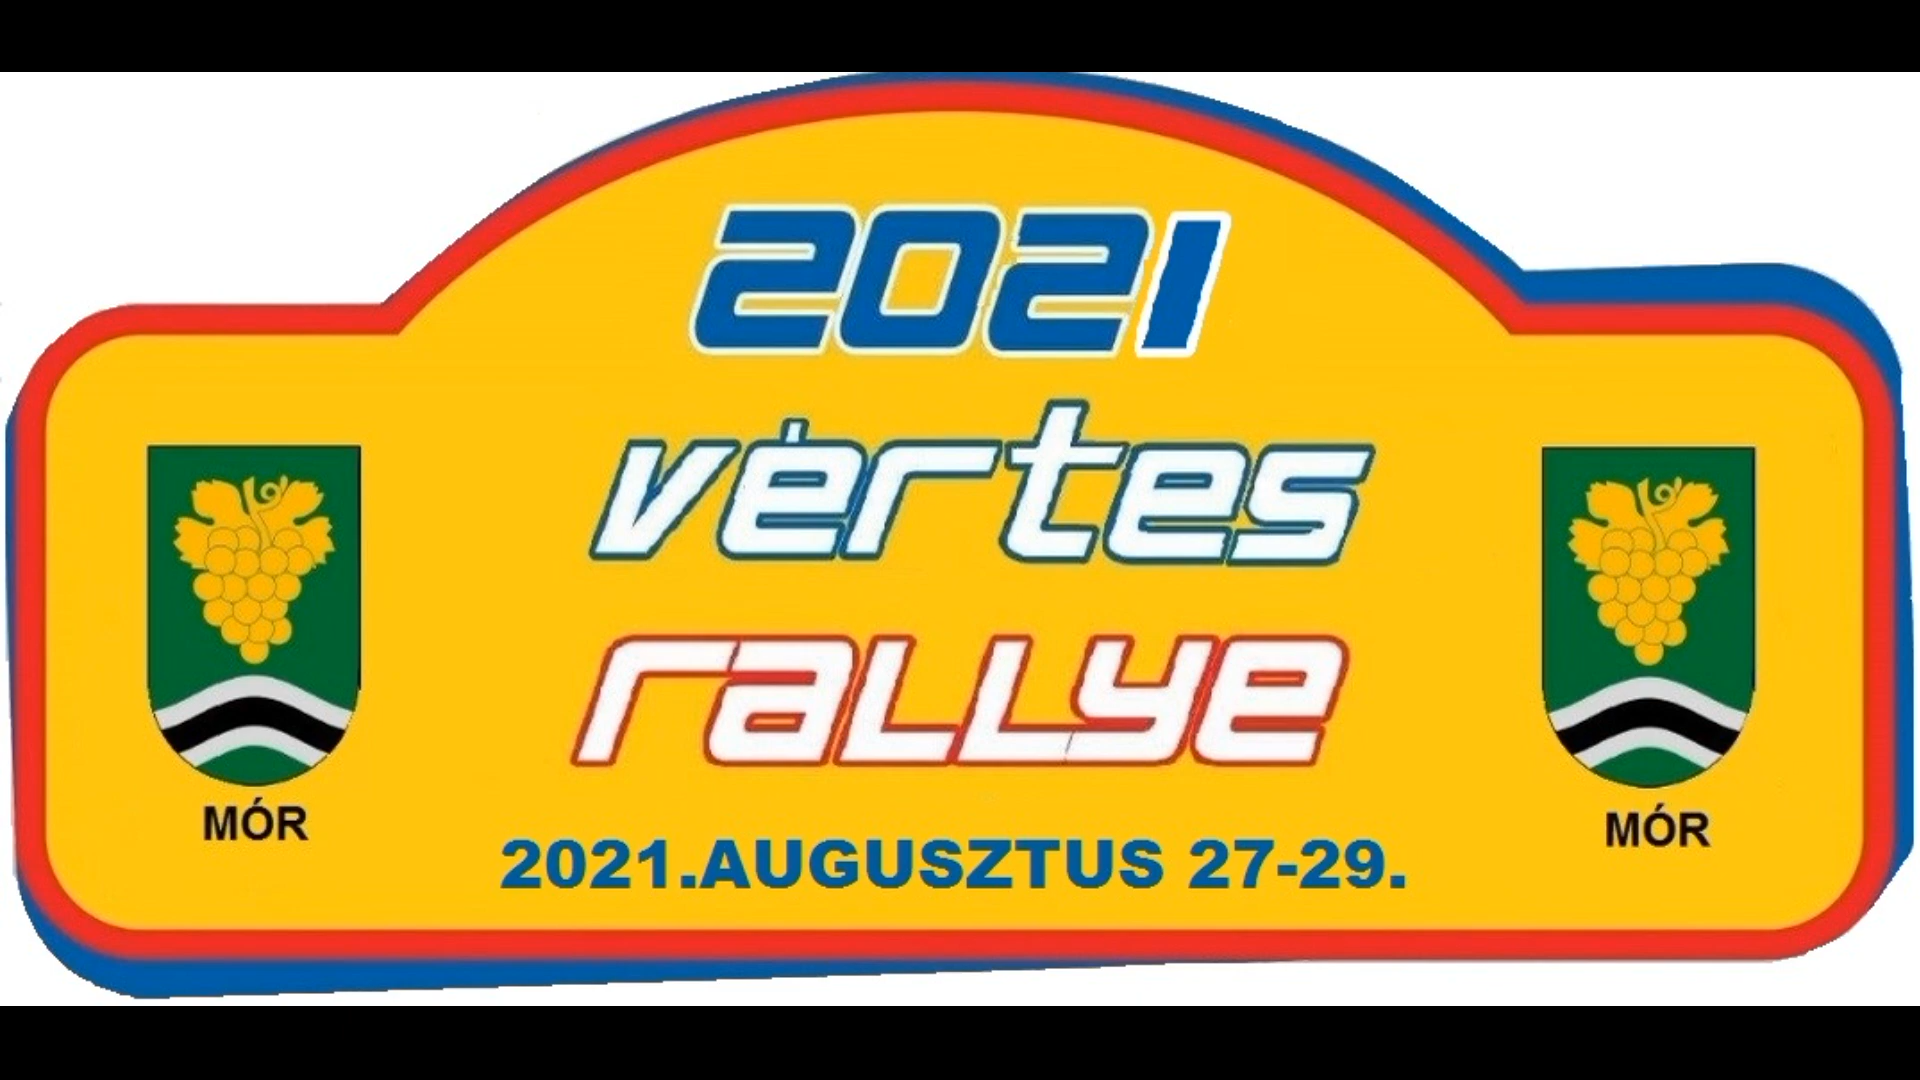 2021
vértes
rallye
MÓR
MÓR
2021.AUGUSZTUS 27-29.